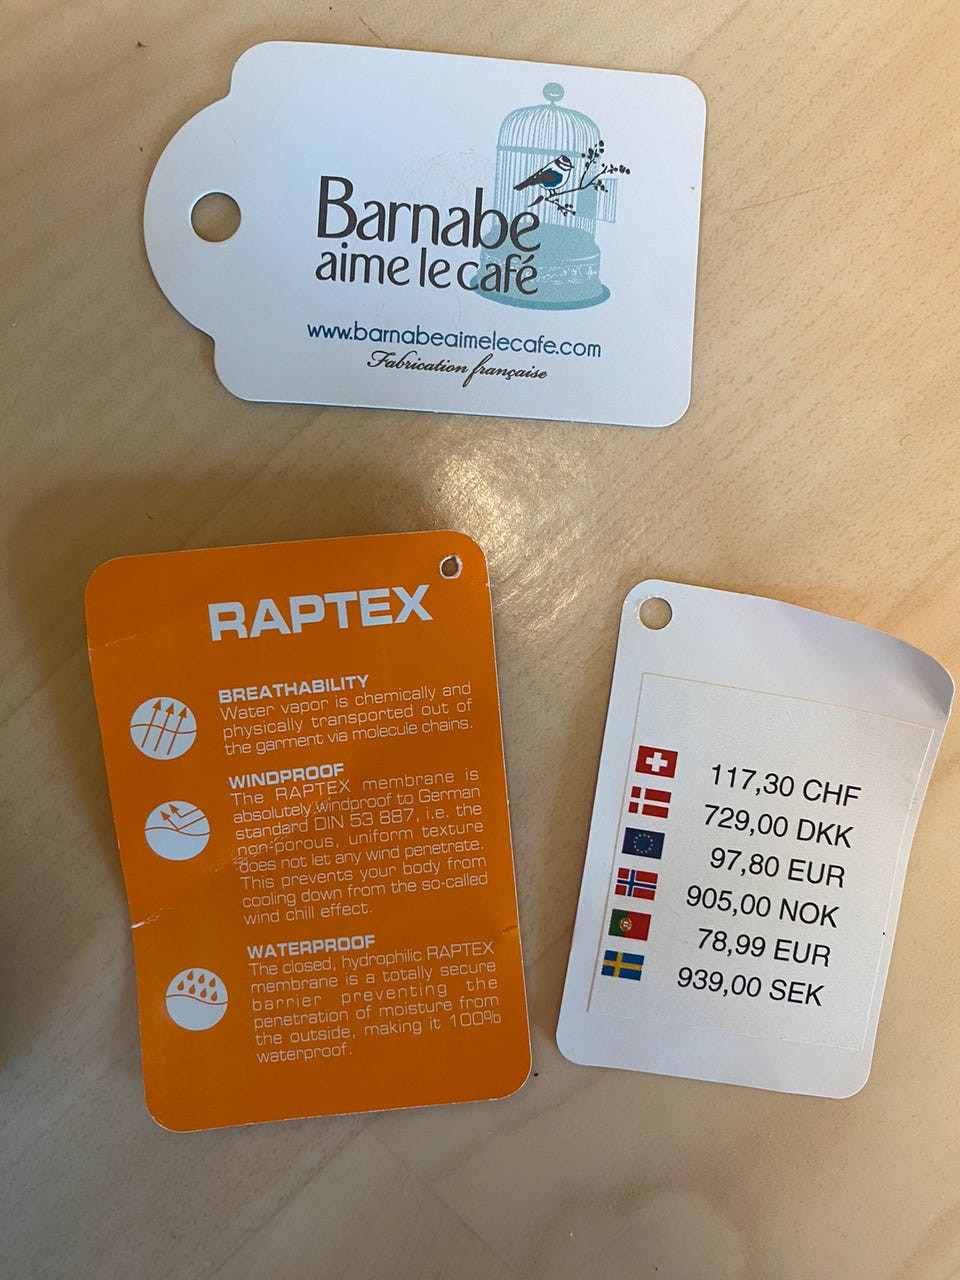 Barnabé
aime le café
www.barnabeaimelecafe.com
Fabrication française
RAPTEX
BREATHABILITY
Water vapor is chemically and
physically transported out of
the garment via molecule chains.
WINDPROOF
The RAPTEX membrane is
absolutely windproof to German
standard DIN 53 887, i.e. the
non-porous, uniform texture
does not let any wind penetrate.
This prevents your body from
cooling down from the so-called
wind chill effect.
WATERPROOF
The closed, hydrophilic RAPTEX
membrane is a totally secure
barrier preventing the
penetration of moisture from
the outside, making it 100%
waterproof.
117,30 CHF
729,00 DKK
97,80 EUR
905,00 NOK
78,99 EUR
939,00 SEK